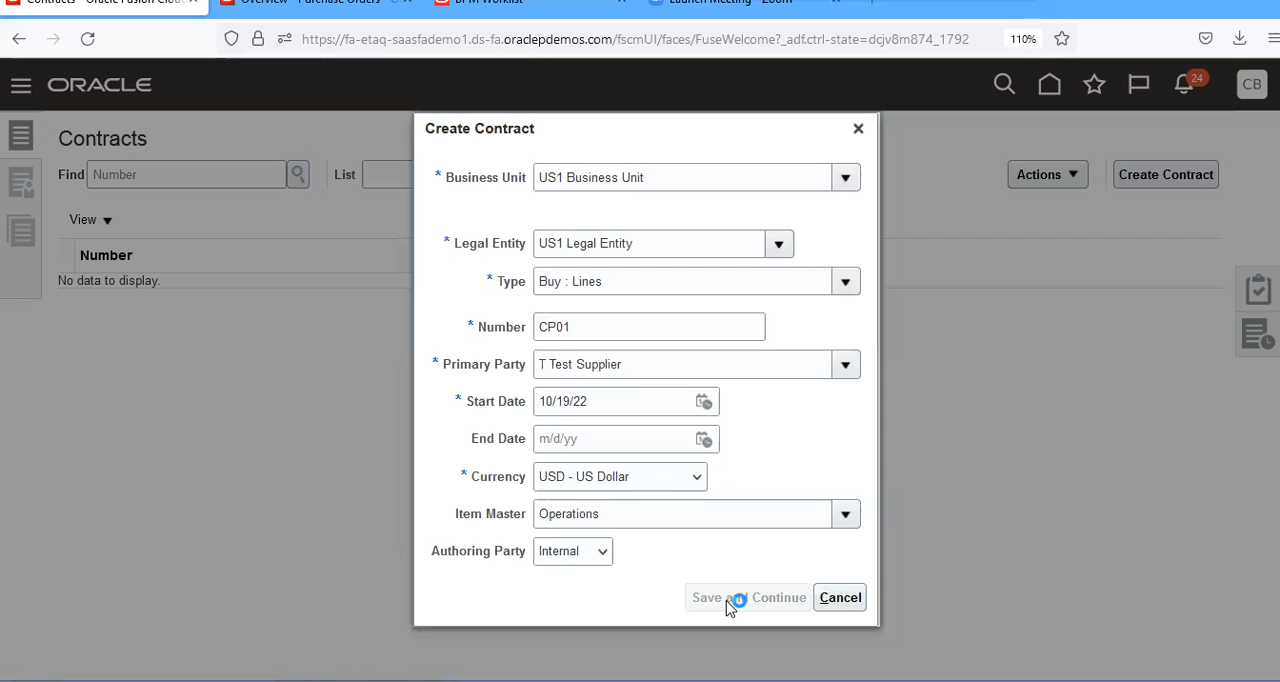 Contracts - Oracle Fusion Cloud
Overview - Purchase Orders
BPM Worklist
Launch Meeting - Zoom
https://fa-etaq-saasfademo1.ds-fa.oraclepdemos.com/fscmUI/faces/FuseWelcome?_adf.ctrl-state=dcjv8m874_1792
110%
ORACLE
24
CB
Contracts
Find Number
List
Actions
Create Contract
View
Number
No data to display.
Create Contract
* Business Unit US1 Business Unit
* Legal Entity US1 Legal Entity
* Type Buy : Lines
* Number CP01
* Primary Party T Test Supplier
* Start Date 10/19/22
End Date m/d/yy
* Currency USD - US Dollar
Item Master Operations
Authoring Party Internal
Save and Continue
Cancel